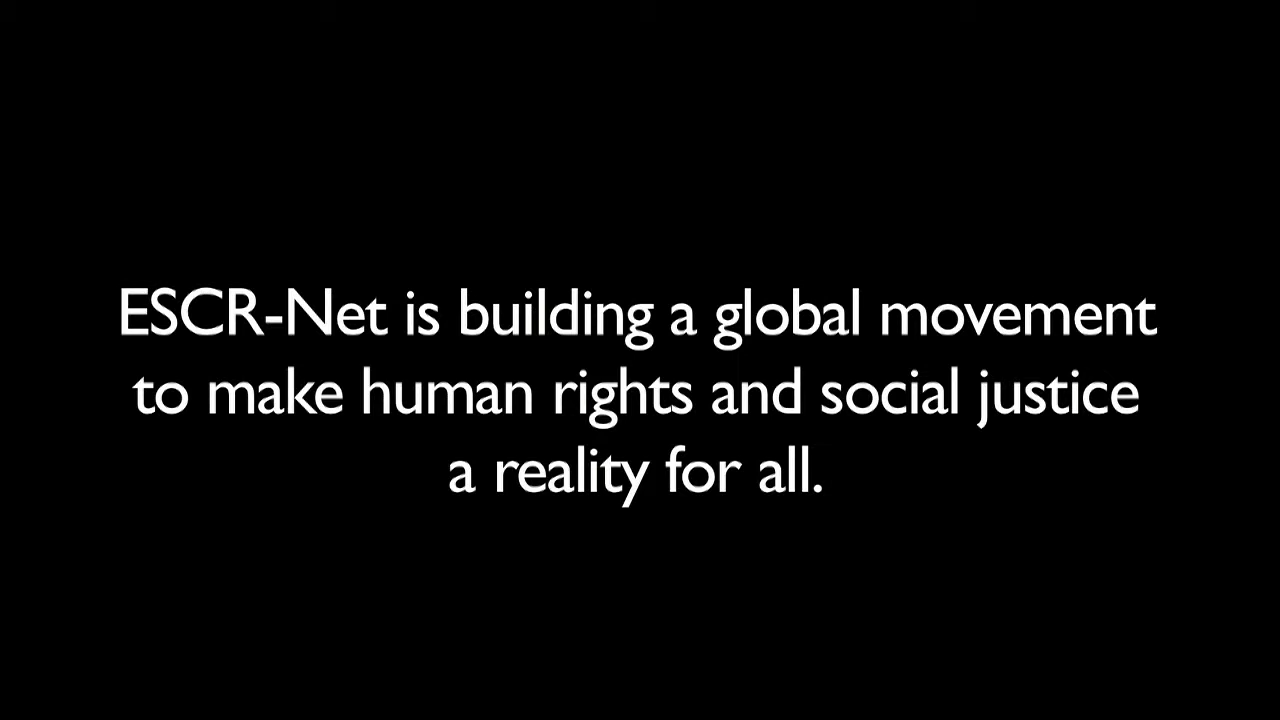 ESCR-Net is building a global movement
to make human rights and social justice
a reality for all.